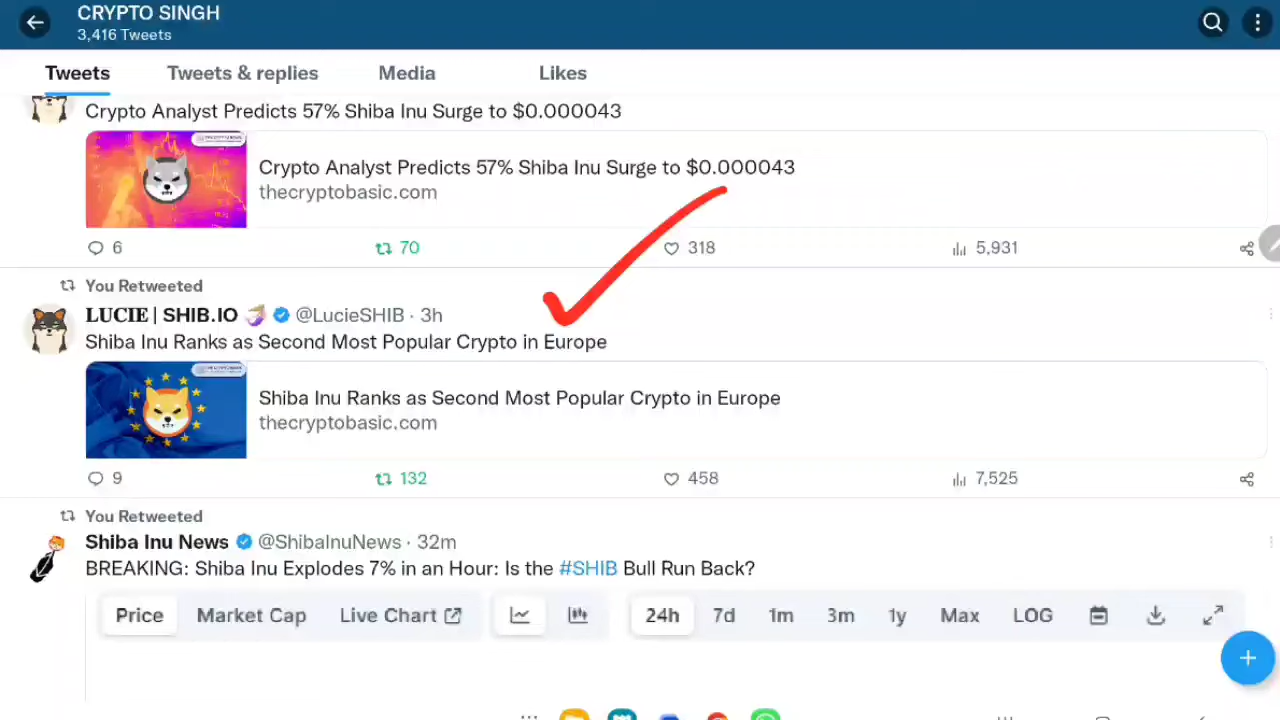 CRYPTO SINGH
3,416 Tweets
Tweets
Tweets & replies
Media
Likes
Crypto Analyst Predicts 57% Shiba Inu Surge to $0.000043
Crypto Analyst Predicts 57% Shiba Inu Surge to $0.000043
thecryptobasic.com
6
70
318
5,931
You Retweeted
LUCIE | SHIB.IO @LucieSHIB · 3h
Shiba Inu Ranks as Second Most Popular Crypto in Europe
Shiba Inu Ranks as Second Most Popular Crypto in Europe
thecryptobasic.com
9
132
458
7,525
You Retweeted
Shiba Inu News @ShibaInuNews · 32m
BREAKING: Shiba Inu Explodes 7% in an Hour: Is the #SHIB Bull Run Back?
Price
Market Cap
Live Chart
24h
7d
1m
3m
1y
Max
LOG